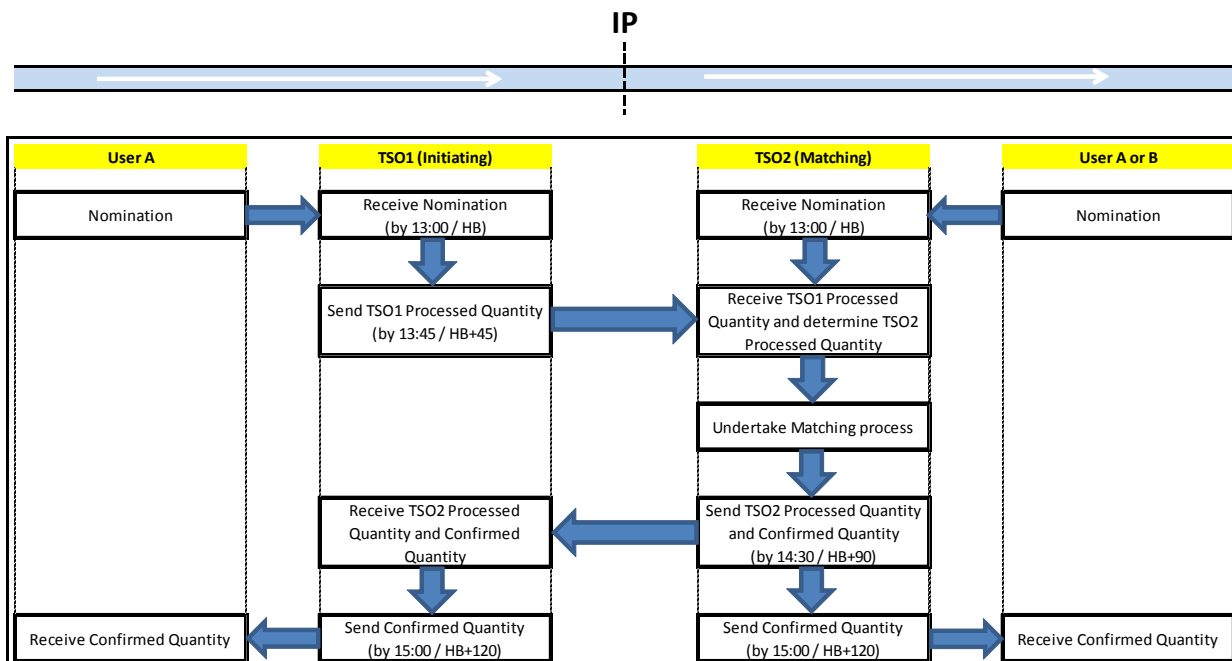 IP
User A
TSO1 (Initiating)
TSO2 (Matching)
User A or B
Nomination
Receive Nomination
(by 13:00 / HB)
Receive Nomination
(by 13:00 / HB)
Nomination
Send TSO1 Processed Quantity
(by 13:45 / HB+45)
Receive TSO1 Processed
Quantity and determine TSO2
Processed Quantity
Undertake Matching process
Receive TSO2 Processed
Quantity and Confirmed
Quantity
Send TSO2 Processed Quantity
and Confirmed Quantity
(by 14:30 / HB+90)
Receive Confirmed Quantity
Send Confirmed Quantity
(by 15:00 / HB+120)
Send Confirmed Quantity
(by 15:00 / HB+120)
Receive Confirmed Quantity